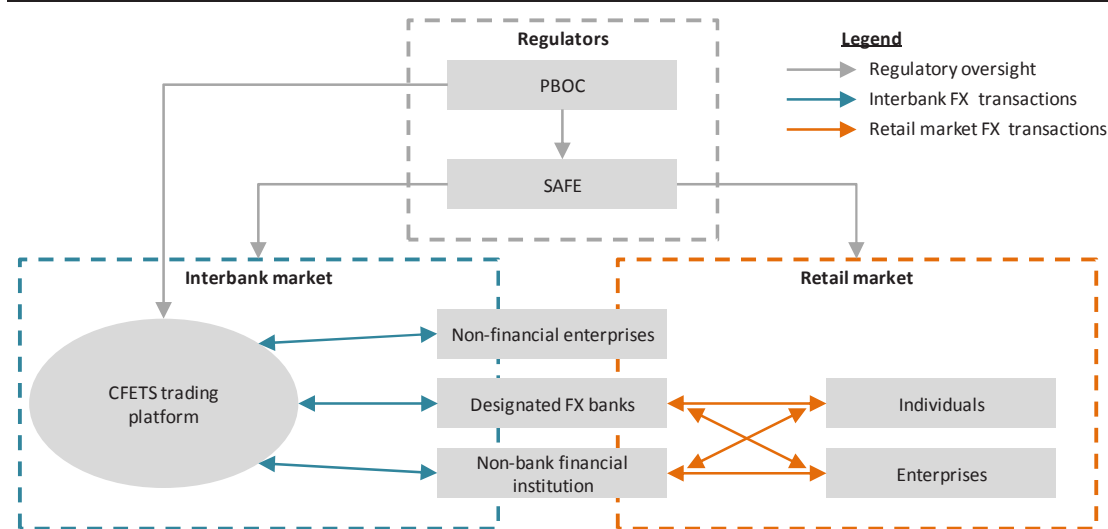 Regulators
PBOC
SAFE
Legend
Regulatory oversight
Interbank FX transactions
Retail market FX transactions
Interbank market
CFETS trading
platform
Non-financial enterprises
Designated FX banks
Non-bank financial
institution
Retail market
Individuals
Enterprises